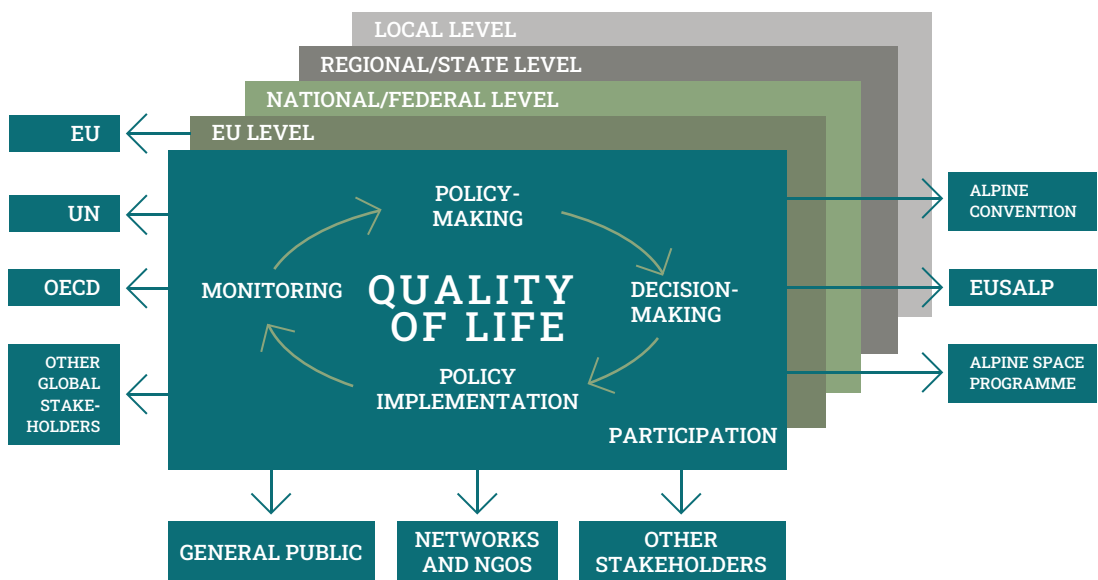 LOCAL LEVEL
REGIONAL/STATE LEVEL
NATIONAL/FEDERAL LEVEL
EU LEVEL
EU
UN
OECD
OTHER
GLOBAL
STAKE-
HOLDERS
POLICY-
MAKING
MONITORING
QUALITY
OF LIFE
DECISION-
MAKING
POLICY
IMPLEMENTATION
PARTICIPATION
ALPINE
CONVENTION
EUSALP
ALPINE SPACE
PROGRAMME
GENERAL PUBLIC
NETWORKS
AND NGOS
OTHER
STAKEHOLDERS